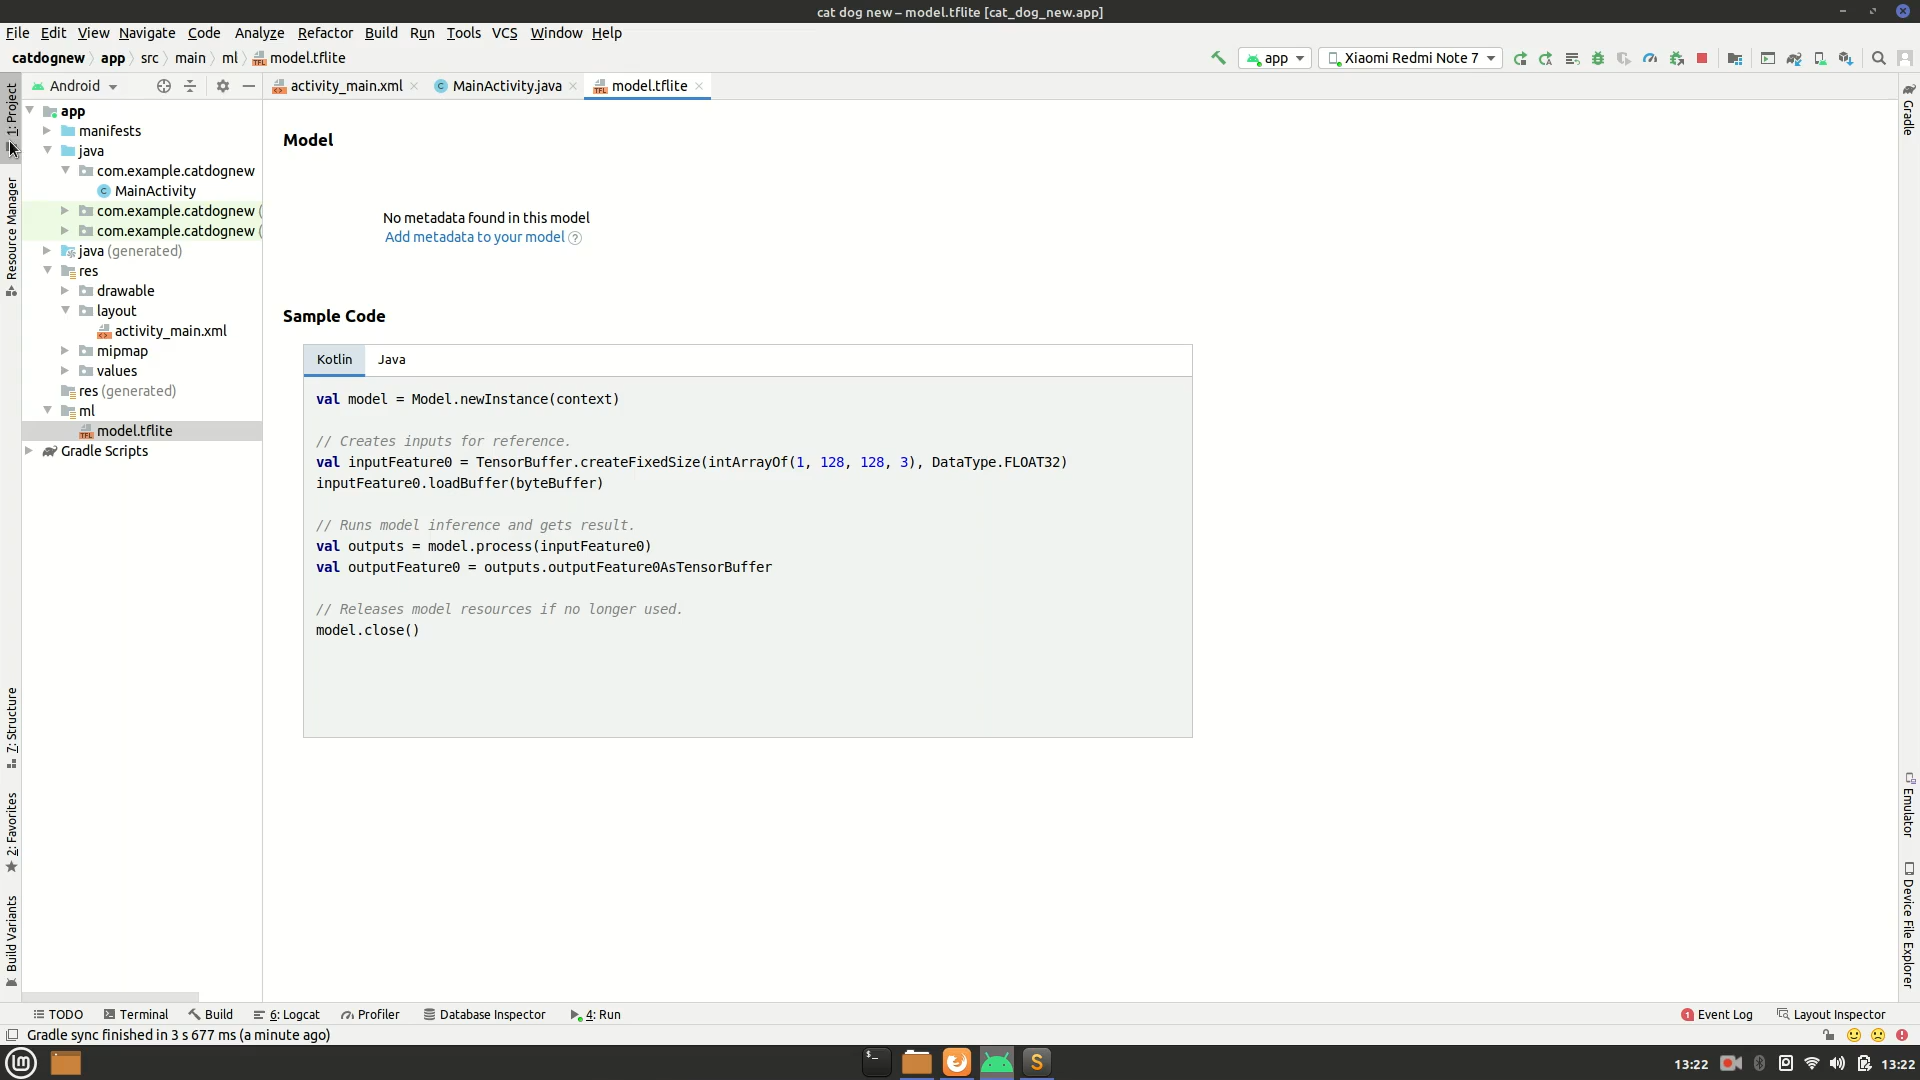 cat dog new – model.tflite [cat_dog_new.app]
File Edit View Navigate Code Analyze Refactor Build Run Tools VCS Window Help
catdognew app src main ml model.tflite
app Xiaomi Redmi Note 7
Android
activity_main.xml MainActivity.java model.tflite
app
manifests
java
com.example.catdognew
MainActivity
com.example.catdognew (
com.example.catdognew (
java (generated)
res
drawable
layout
activity_main.xml
mipmap
values
res (generated)
ml
model.tflite
Gradle Scripts
1: Project
Resource Manager
7: Structure
2: Favorites
Build Variants
Model
No metadata found in this model
Add metadata to your model ?
Sample Code
Kotlin Java
val model = Model.newInstance(context)
// Creates inputs for reference.
val inputFeature0 = TensorBuffer.createFixedSize(intArrayOf(1, 128, 128, 3), DataType.FLOAT32)
inputFeature0.loadBuffer(byteBuffer)
// Runs model inference and gets result.
val outputs = model.process(inputFeature0)
val outputFeature0 = outputs.outputFeature0AsTensorBuffer
// Releases model resources if no longer used.
model.close()
Gradle
Emulator
Device File Explorer
TODO Terminal Build 6: Logcat Profiler Database Inspector 4: Run
1 Event Log Layout Inspector
Gradle sync finished in 3 s 677 ms (a minute ago)
13:22 13:22